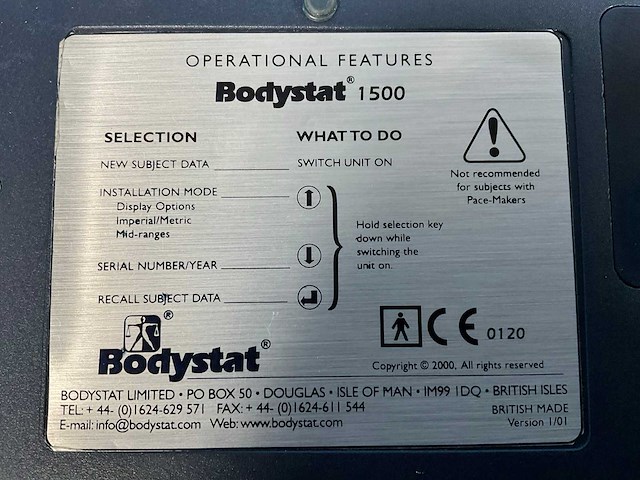 OPERATIONAL FEATURES
Bodystat® 1500
SELECTION WHAT TO DO
NEW SUBJECT DATA SWITCH UNIT ON
INSTALLATION MODE
Display Options
Imperial/Metric
Mid-ranges
SERIAL NUMBER/YEAR
RECALL SUBJECT DATA
Hold selection key
down while
switching the
unit on.
Not recommended
for subjects with
Pace-Makers
®
Bodystat®
CE 0120
Copyright © 2000, All rights reserved
BODYSTAT LIMITED • PO BOX 50 • DOUGLAS • ISLE OF MAN • IM99 1DQ • BRITISH ISLES
TEL: + 44- (0)1624-629 571 FAX: + 44- (0)1624-611 544
E-mail: info@bodystat.com Web: www.bodystat.com
BRITISH MADE
Version 1/01